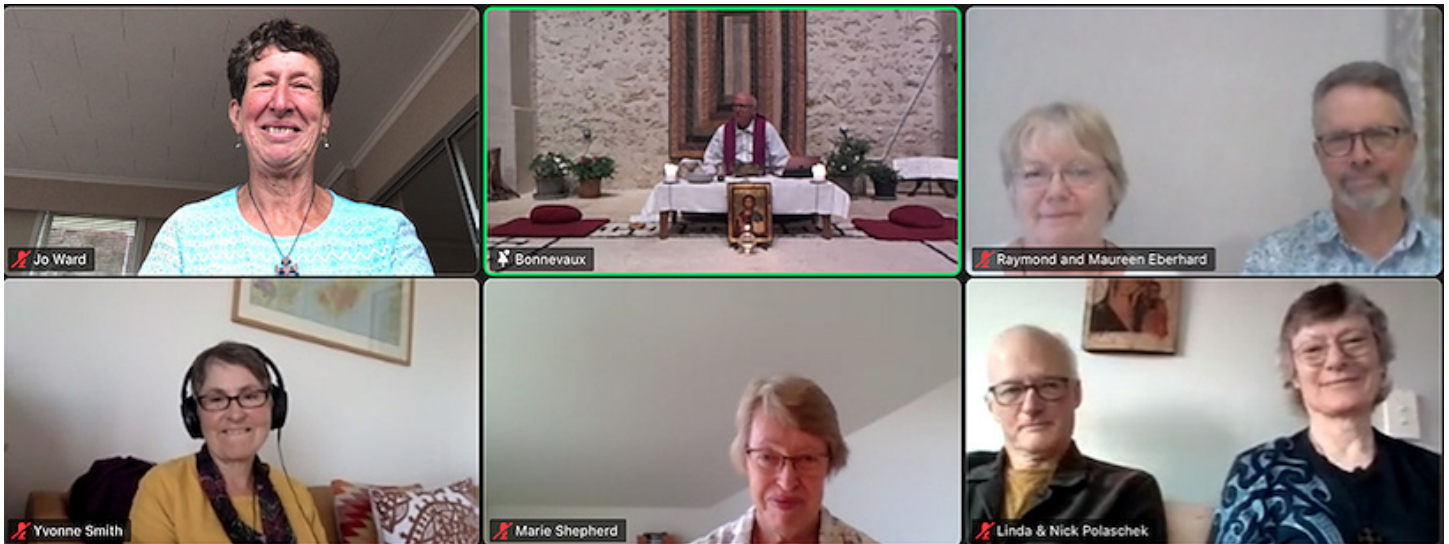 Jo Ward
Bonnevaux
Raymond and Maureen Eberhard
Yvonne Smith
Marie Shepherd
Linda & Nick Polaschek